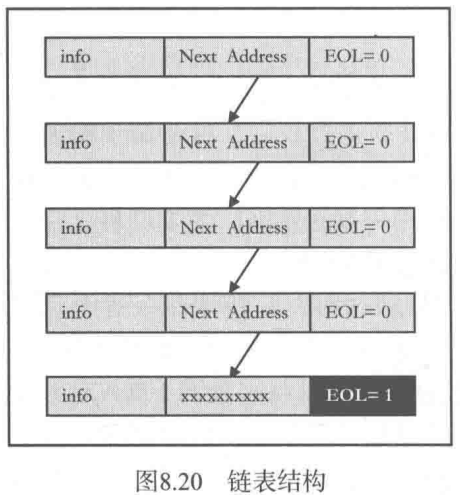 info Next Address EOL= 0
info Next Address EOL= 0
info Next Address EOL= 0
info Next Address EOL= 0
info xxxxxxxxxx EOL= 1
图8.20 链表结构